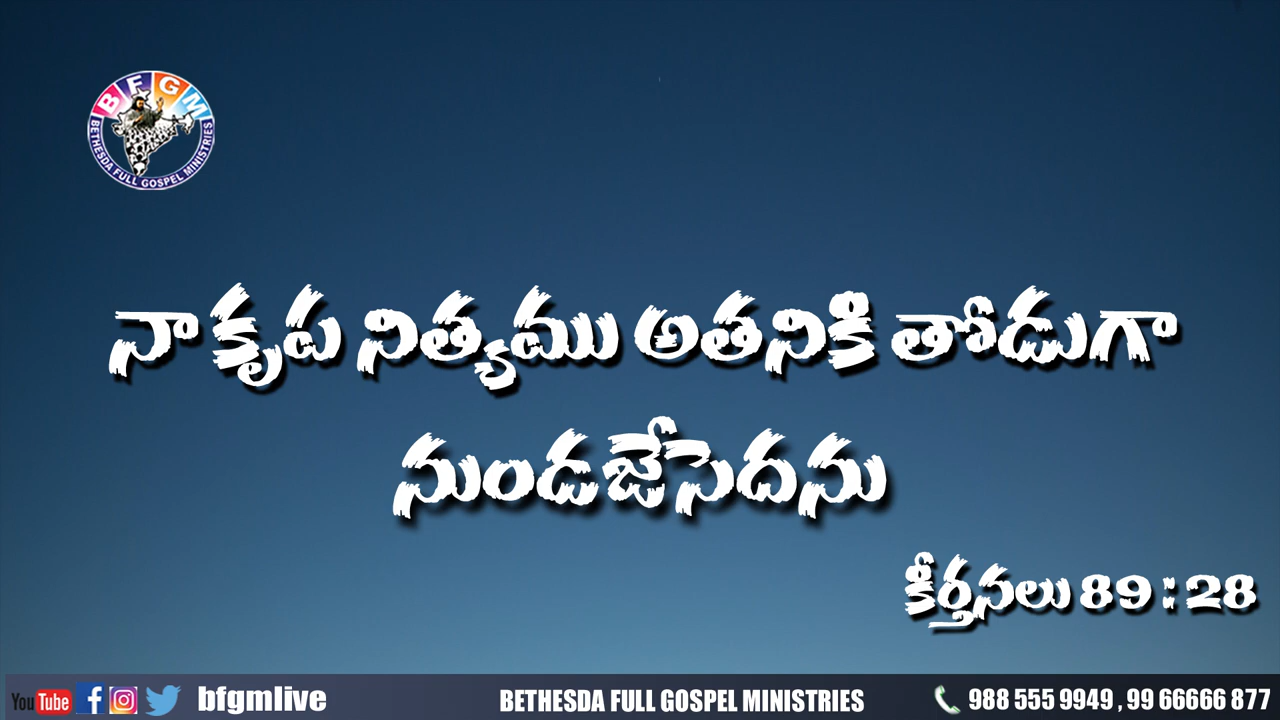 BFGM
BETHESDA FULL GOSPEL MINISTRIES
నా కృప నిత్యము అతనికి తోడుగా
నుండజేసెదను
కీర్తనలు 89 : 28
YouTube bfgmlive BETHESDA FULL GOSPEL MINISTRIES 988 555 9949 , 99 66666 877